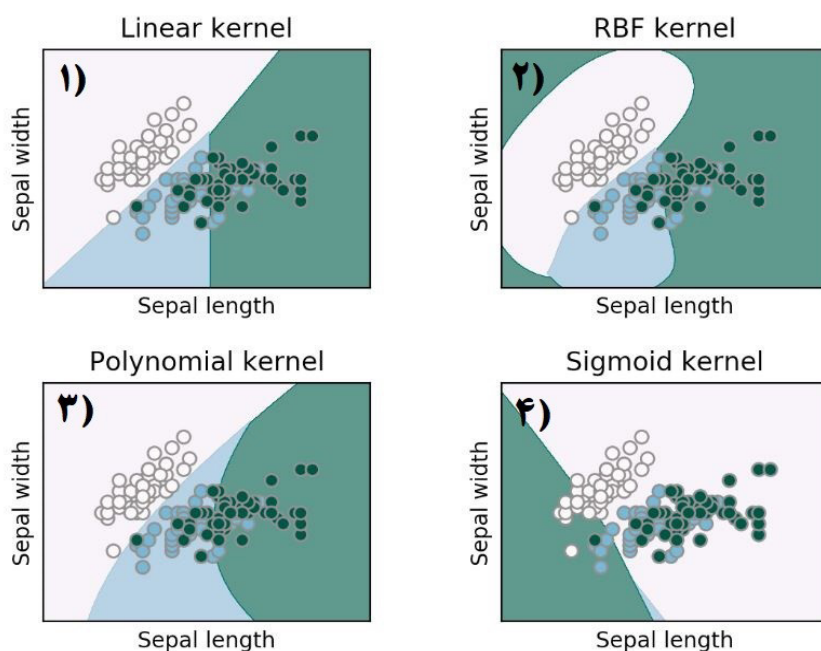 Linear kernel
۱)
Sepal width
Sepal length
RBF kernel
۲)
Sepal width
Sepal length
Polynomial kernel
۳)
Sepal width
Sepal length
Sigmoid kernel
۴)
Sepal width
Sepal length